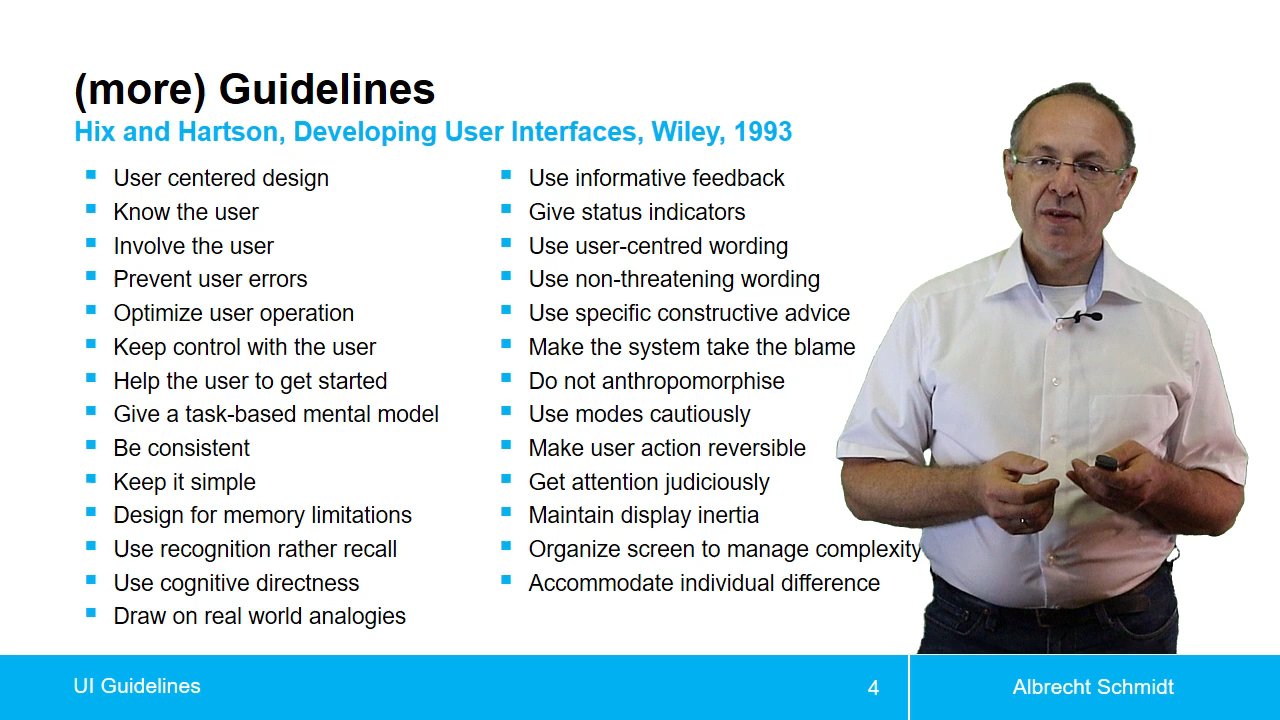 (more) Guidelines
Hix and Hartson, Developing User Interfaces, Wiley, 1993
User centered design
Know the user
Involve the user
Prevent user errors
Optimize user operation
Keep control with the user
Help the user to get started
Give a task-based mental model
Be consistent
Keep it simple
Design for memory limitations
Use recognition rather recall
Use cognitive directness
Draw on real world analogies
Use informative feedback
Give status indicators
Use user-centred wording
Use non-threatening wording
Use specific constructive advice
Make the system take the blame
Do not anthropomorphise
Use modes cautiously
Make user action reversible
Get attention judiciously
Maintain display inertia
Organize screen to manage complexity
Accommodate individual difference
UI Guidelines
4
Albrecht Schmidt